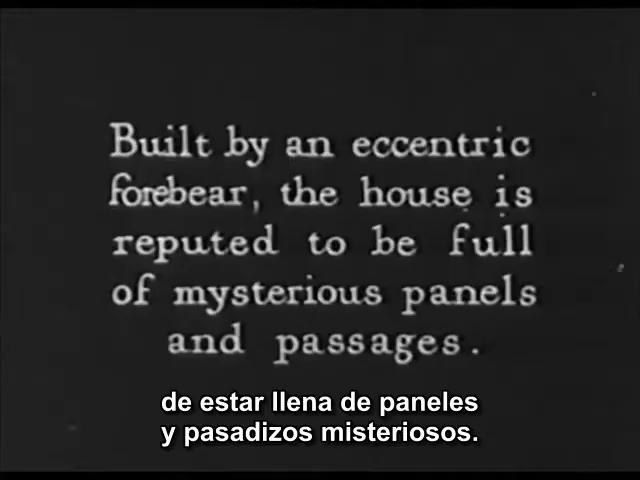 Built by an eccentric
forebear, the house is
reputed to be full
of mysterious panels
and passages.
de estar llena de paneles
y pasadizos misteriosos.